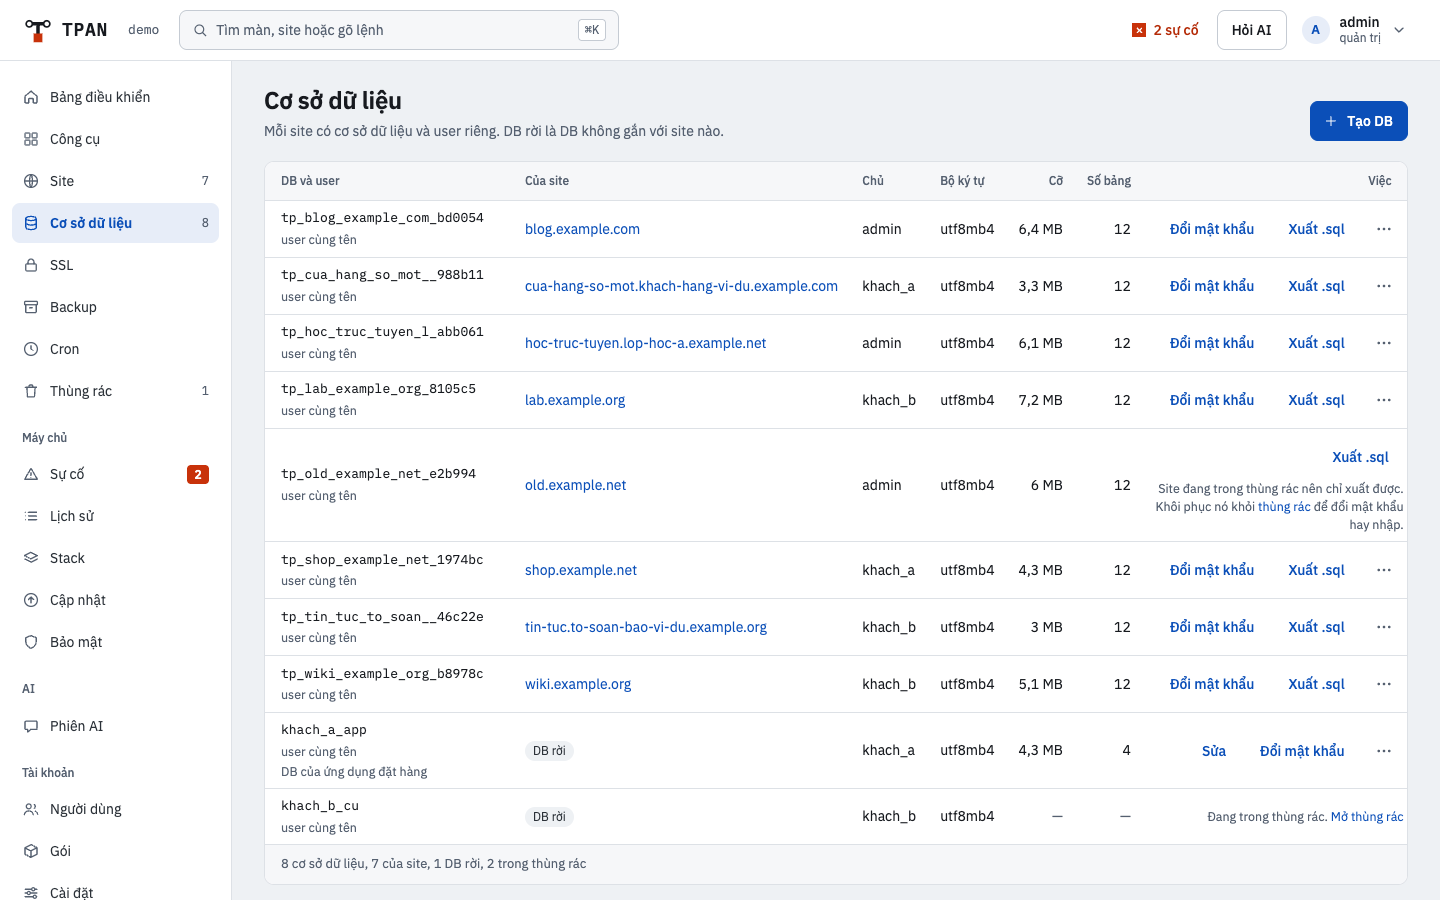 TPAN demo
Tìm màn, site hoặc gõ lệnh ⌘K
2 sự cố
Hỏi AI
A
admin
quản trị
Bảng điều khiển
Công cụ
Site 7
Cơ sở dữ liệu 8
SSL
Backup
Cron
Thùng rác 1
Máy chủ
Sự cố 2
Lịch sử
Stack
Cập nhật
Bảo mật
AI
Phiên AI
Tài khoản
Người dùng
Gói
Cài đặt
Cơ sở dữ liệu
Mỗi site có cơ sở dữ liệu và user riêng. DB rời là DB không gắn với site nào.
+ Tạo DB
DB và user Của site Chủ Bộ ký tự Cỡ Số bảng Việc
tp_blog_example_com_bd0054
user cùng tên
blog.example.com admin utf8mb4 6,4 MB 12 Đổi mật khẩu Xuất .sql ···
tp_cua_hang_so_mot__988b11
user cùng tên
cua-hang-so-mot.khach-hang-vi-du.example.com khach_a utf8mb4 3,3 MB 12 Đổi mật khẩu Xuất .sql ···
tp_hoc_truc_tuyen_l_abb061
user cùng tên
hoc-truc-tuyen.lop-hoc-a.example.net admin utf8mb4 6,1 MB 12 Đổi mật khẩu Xuất .sql ···
tp_lab_example_org_8105c5
user cùng tên
lab.example.org khach_b utf8mb4 7,2 MB 12 Đổi mật khẩu Xuất .sql ···
tp_old_example_net_e2b994
user cùng tên
old.example.net admin utf8mb4 6 MB 12
Xuất .sql
Site đang trong thùng rác nên chỉ xuất được.
Khôi phục nó khỏi thùng rác để đổi mật khẩu
hay nhập.
tp_shop_example_net_1974bc
user cùng tên
shop.example.net khach_a utf8mb4 4,3 MB 12 Đổi mật khẩu Xuất .sql ···
tp_tin_tuc_to_soan__46c22e
user cùng tên
tin-tuc.to-soan-bao-vi-du.example.org khach_b utf8mb4 3 MB 12 Đổi mật khẩu Xuất .sql ···
tp_wiki_example_org_b8978c
user cùng tên
wiki.example.org khach_b utf8mb4 5,1 MB 12 Đổi mật khẩu Xuất .sql ···
khach_a_app
user cùng tên
DB của ứng dụng đặt hàng
DB rời khach_a utf8mb4 4,3 MB 4 Sửa Đổi mật khẩu ···
khach_b_cu
user cùng tên
DB rời khach_b utf8mb4 — — Đang trong thùng rác. Mở thùng rác
8 cơ sở dữ liệu, 7 của site, 1 DB rời, 2 trong thùng rác